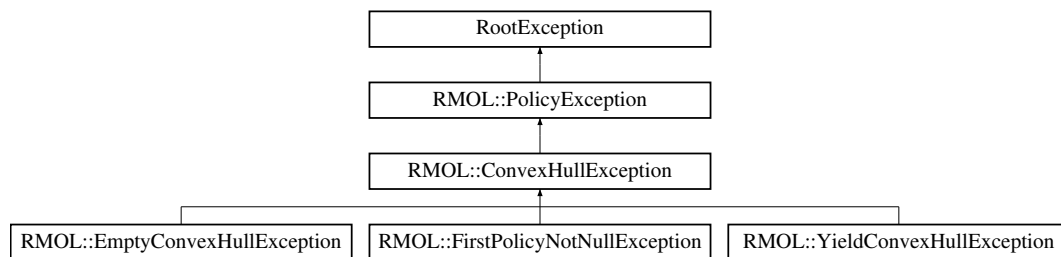 RootException
RMOL::PolicyException
RMOL::ConvexHullException
RMOL::EmptyConvexHullException
RMOL::FirstPolicyNotNullException
RMOL::YieldConvexHullException